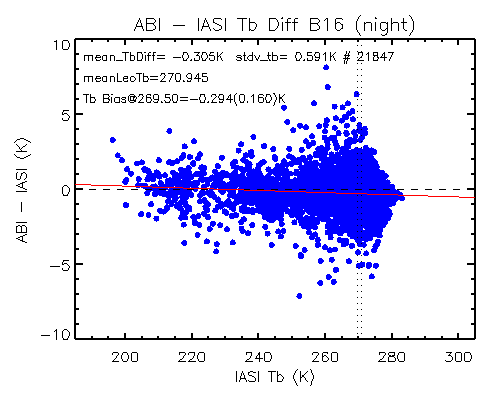 ABI - IASI Tb Diff B16 (night)
10
mean_TbDiff= -0.305K stdv_tb= 0.591K # 21847
meanLeoTb=270.945
Tb Bias@269.50=-0.294(0.160)K
5
0
-5
-10
ABI - IASI (K)
200 220 240 260 280 300
IASI Tb (K)